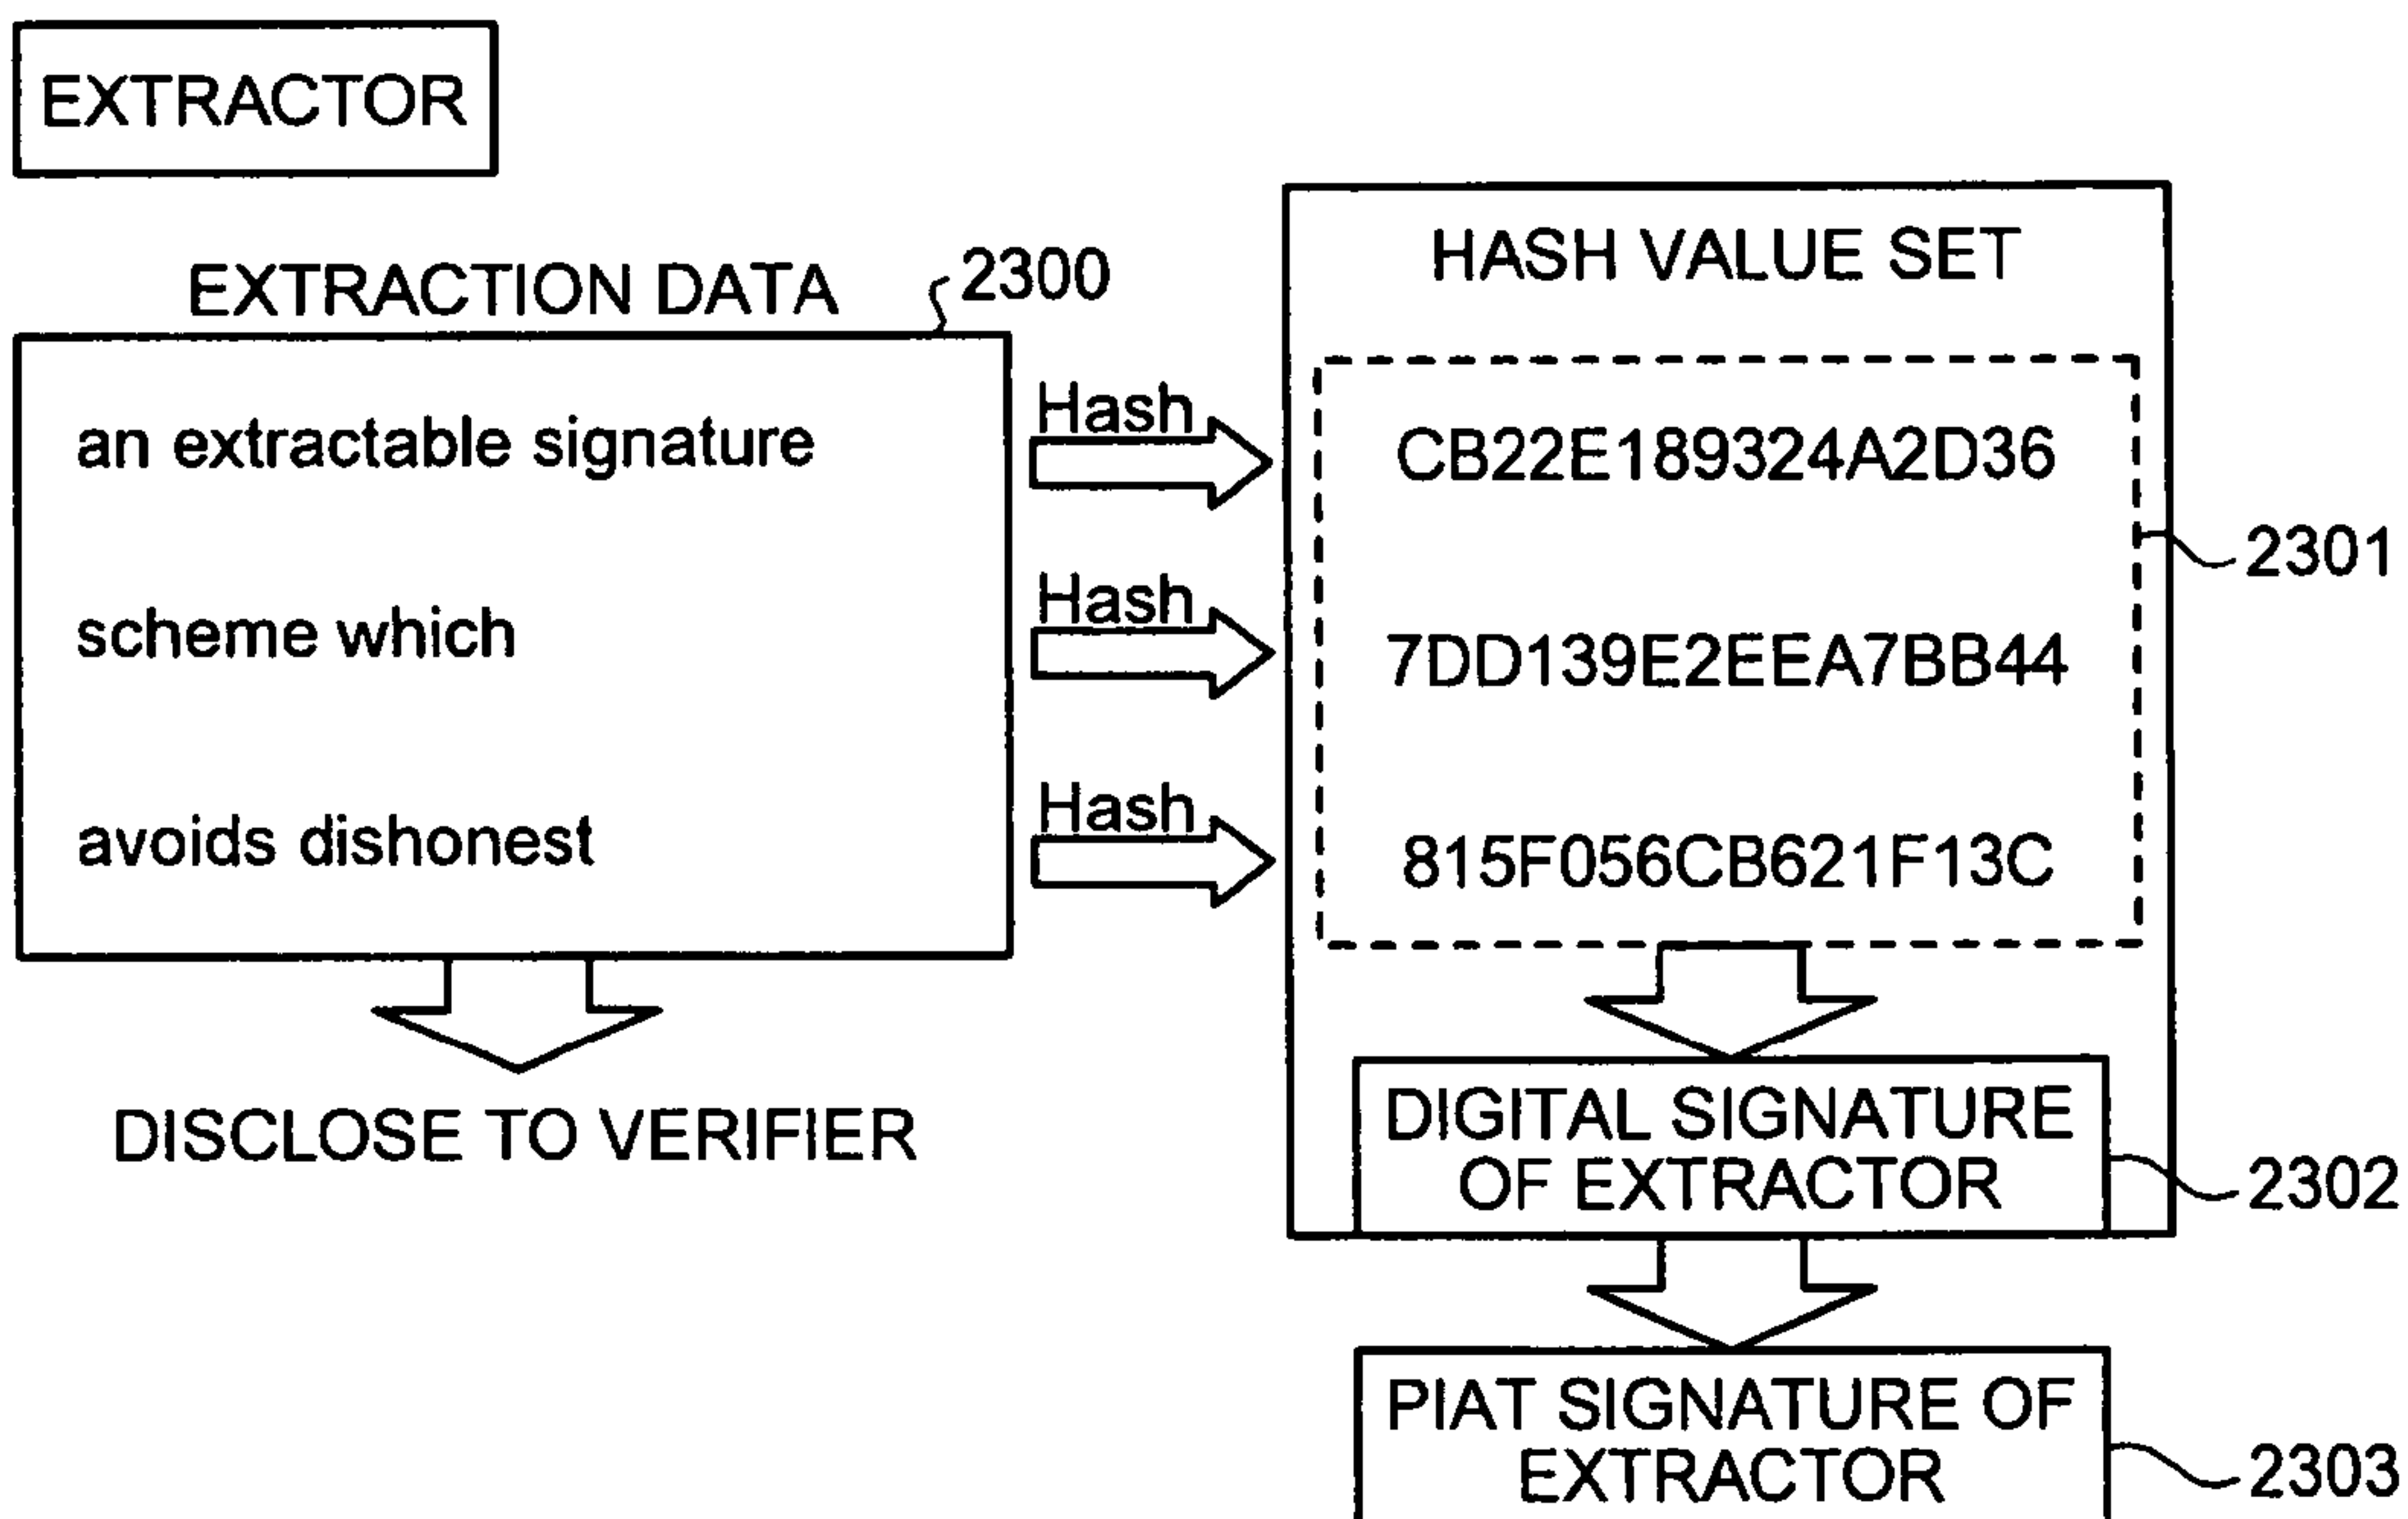 EXTRACTOR
EXTRACTION DATA
2300
an extractable signature
scheme which
avoids dishonest
DISCLOSE TO VERIFIER
Hash
Hash
Hash
HASH VALUE SET
CB22E189324A2D36
7DD139E2EEA7BB44
815F056CB621F13C
2301
DIGITAL SIGNATURE
OF EXTRACTOR
2302
PIAT SIGNATURE OF
EXTRACTOR
2303